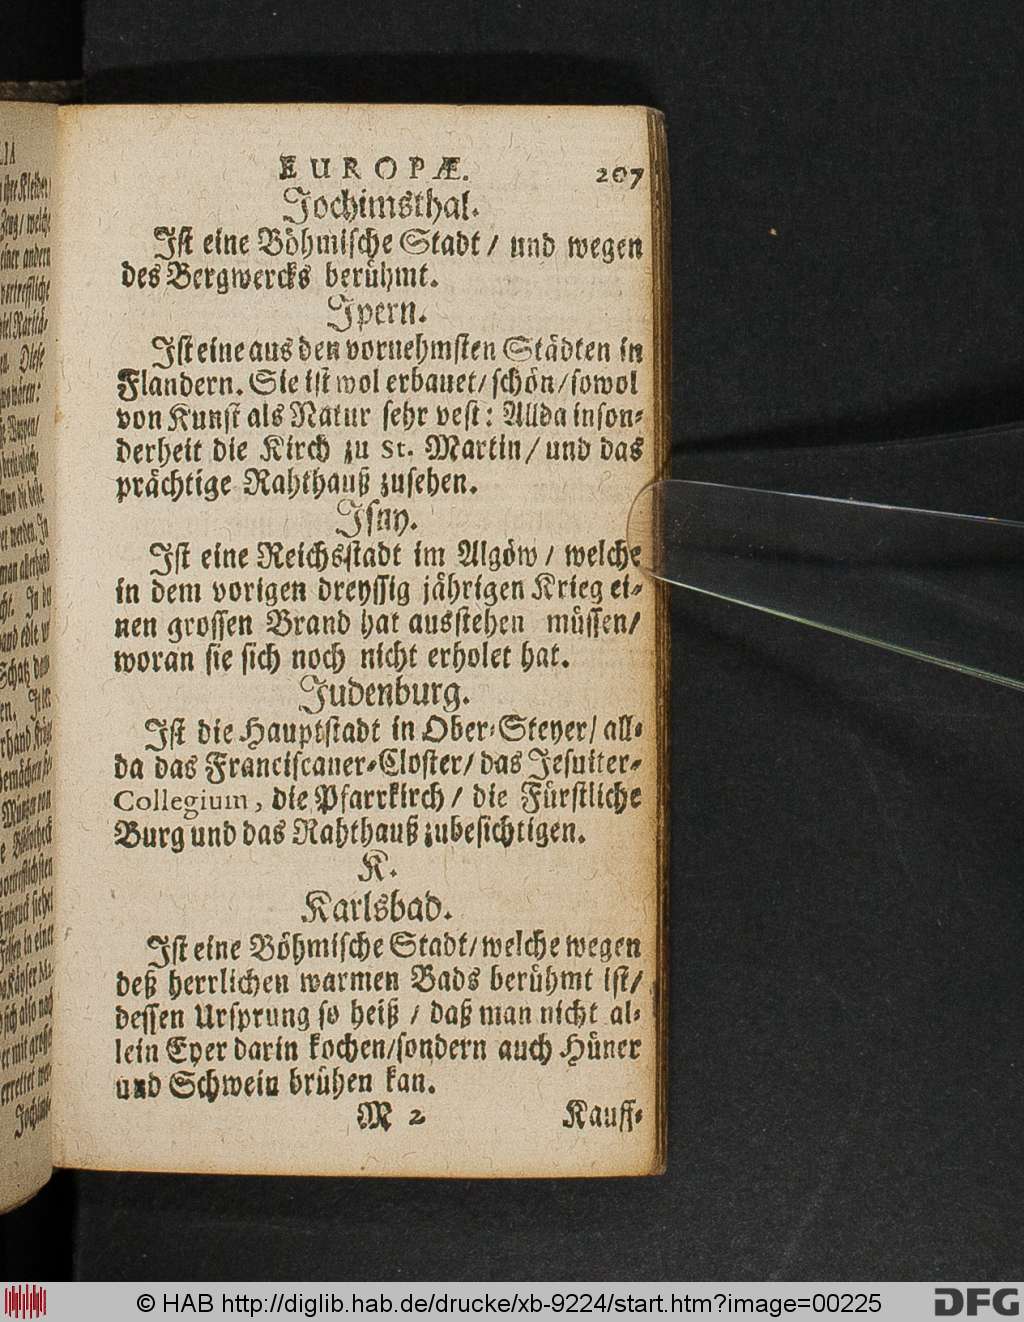 EUROPÆ. 207
Jochimsthal.
Jst eine Böhmische Stadt / und wegen
des Bergwercks berühmt.
Jpern.
Jst eine aus den vornehmsten Städten in
Flandern. Sie ist wol erbauet / schön / sowol
von Kunst als Natur sehr vest: Allda inson-
derheit die Kirch zu St. Martin / und das
prächtige Rahthauß zusehen.
Jsny.
Jst eine Reichsstadt im Algöw / welche
in dem vorigen dreyssig jährigen Krieg ei-
nen grossen Brand hat ausstehen müssen /
woran sie sich noch nicht erholet hat.
Judenburg.
Jst die Hauptstadt in Ober-Steyer / all-
da das Franciscaner-Closter / das Jesuiter-
Collegium, die Pfarrkirch / die Fürstliche
Burg und das Rahthauß zubesichtigen.
K.
Karlsbad.
Jst eine Böhmische Stadt / welche wegen
deß herrlichen warmen Bads berühmt ist /
dessen Ursprung so heiß / daß man nicht al-
lein Eyer darin kochen / sondern auch Hüner
und Schwein brühen kan.
M 2 Kauff-
© HAB http://diglib.hab.de/drucke/xb-9224/start.htm?image=00225
DFG